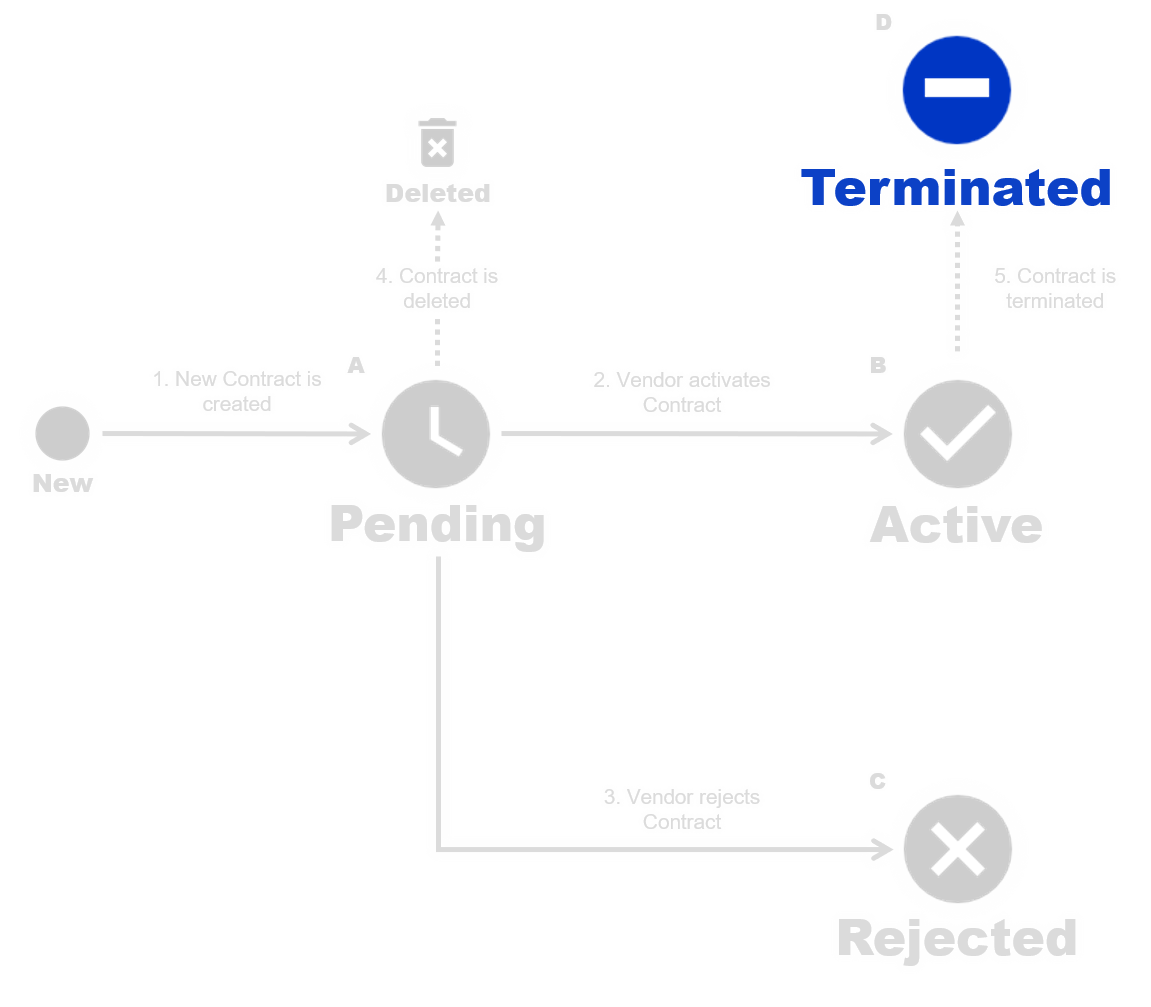 D
Terminated
Deleted
4. Contract is
deleted
5. Contract is
terminated
A
B
1. New Contract is
created
2. Vendor activates
Contract
New
Pending
Active
3. Vendor rejects
Contract
C
Rejected